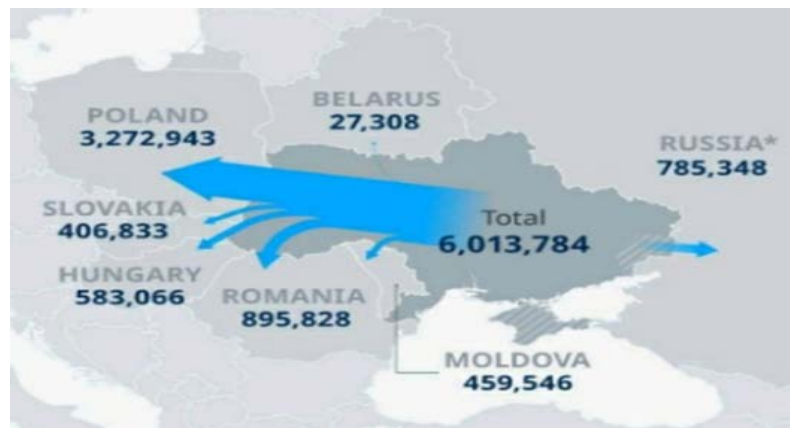 POLAND
3,272,943
BELARUS
27,308
RUSSIA*
785,348
SLOVAKIA
406,833
Total
6,013,784
HUNGARY
583,066
ROMANIA
895,828
MOLDOVA
459,546